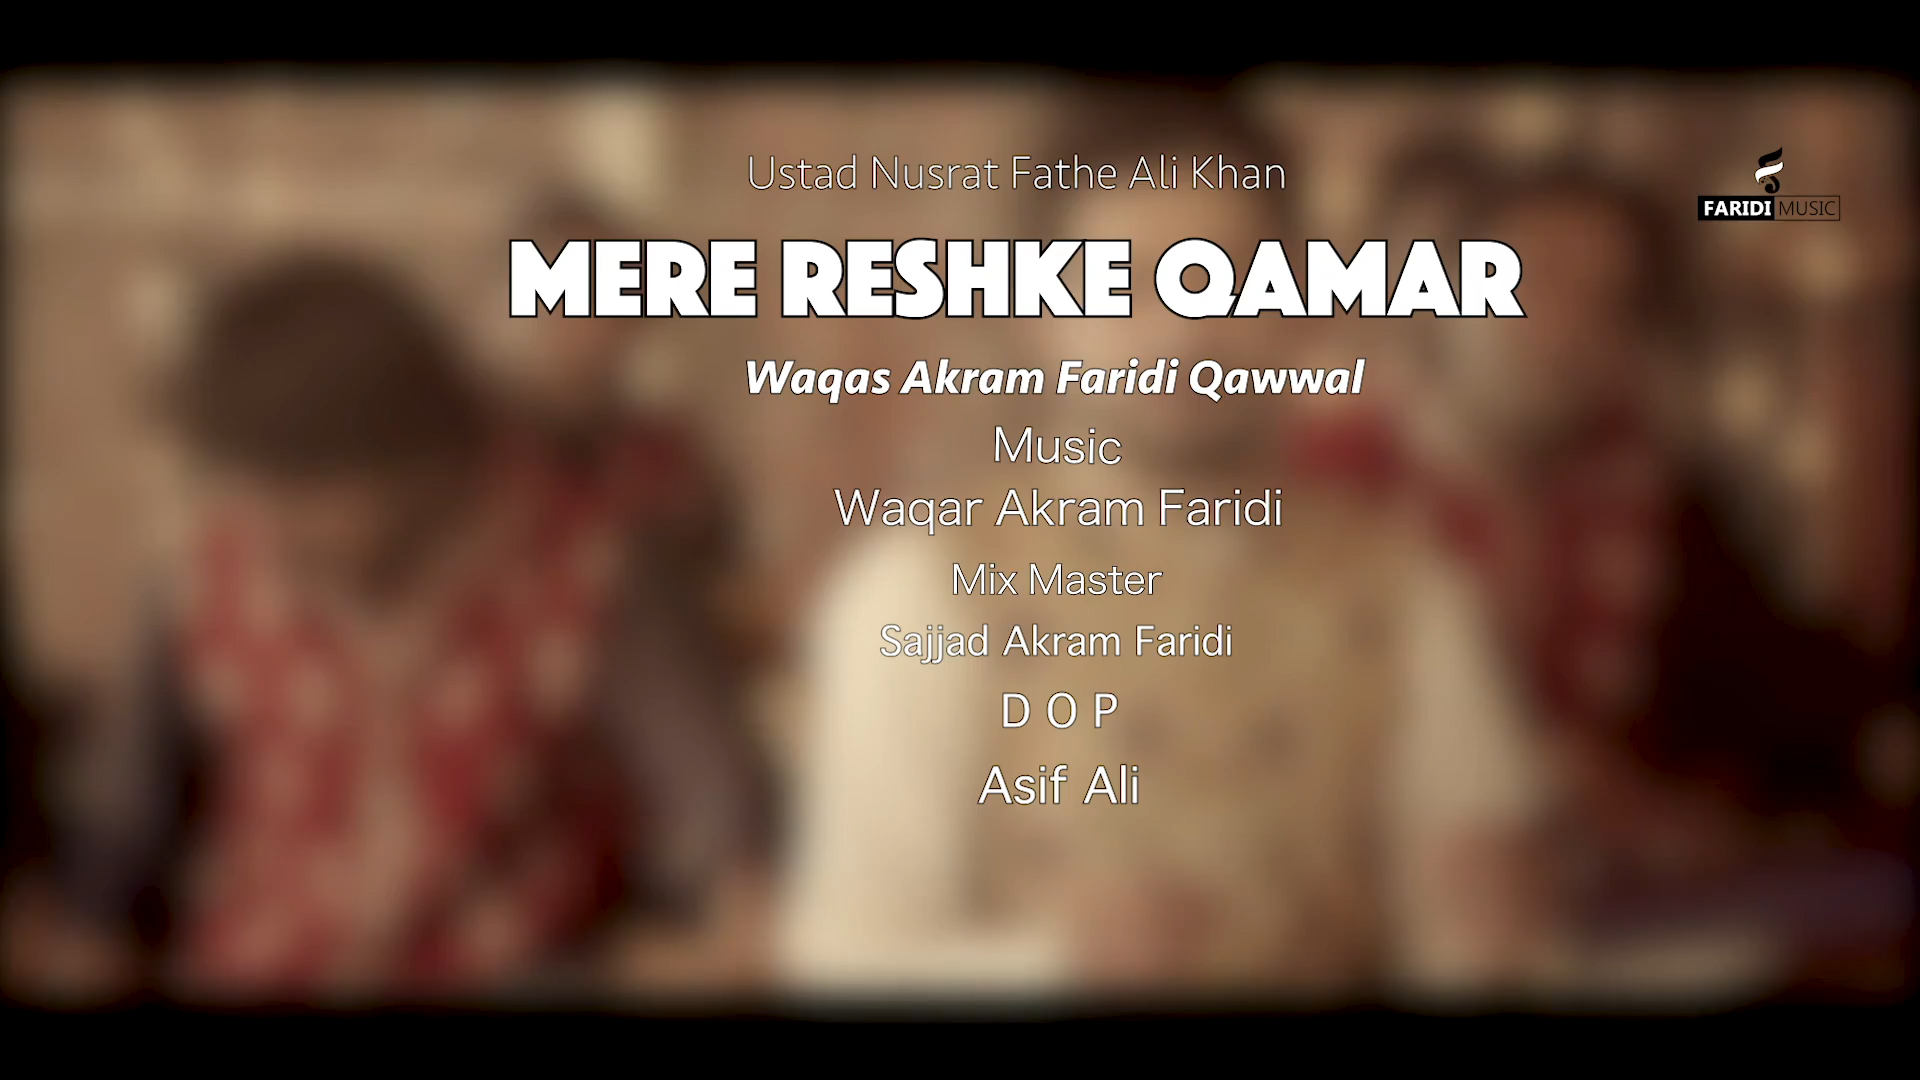 Ustad Nusrat Fathe Ali Khan
FARIDI MUSIC
MERE RESHKE QAMAR
Waqas Akram Faridi Qawwal
Music
Waqar Akram Faridi
Mix Master
Sajjad Akram Faridi
D O P
Asif Ali